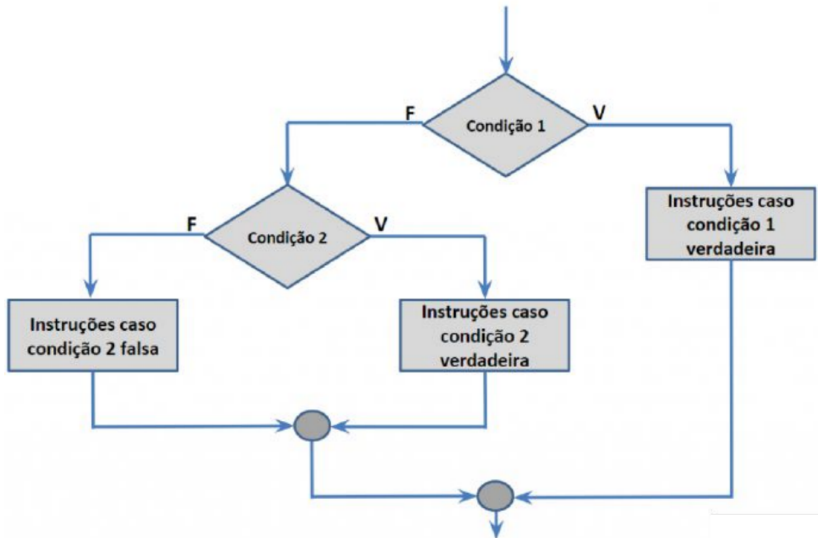 F
Condição 1
V
Instruções caso
condição 1
verdadeira
F
Condição 2
V
Instruções caso
condição 2 falsa
Instruções caso
condição 2
verdadeira